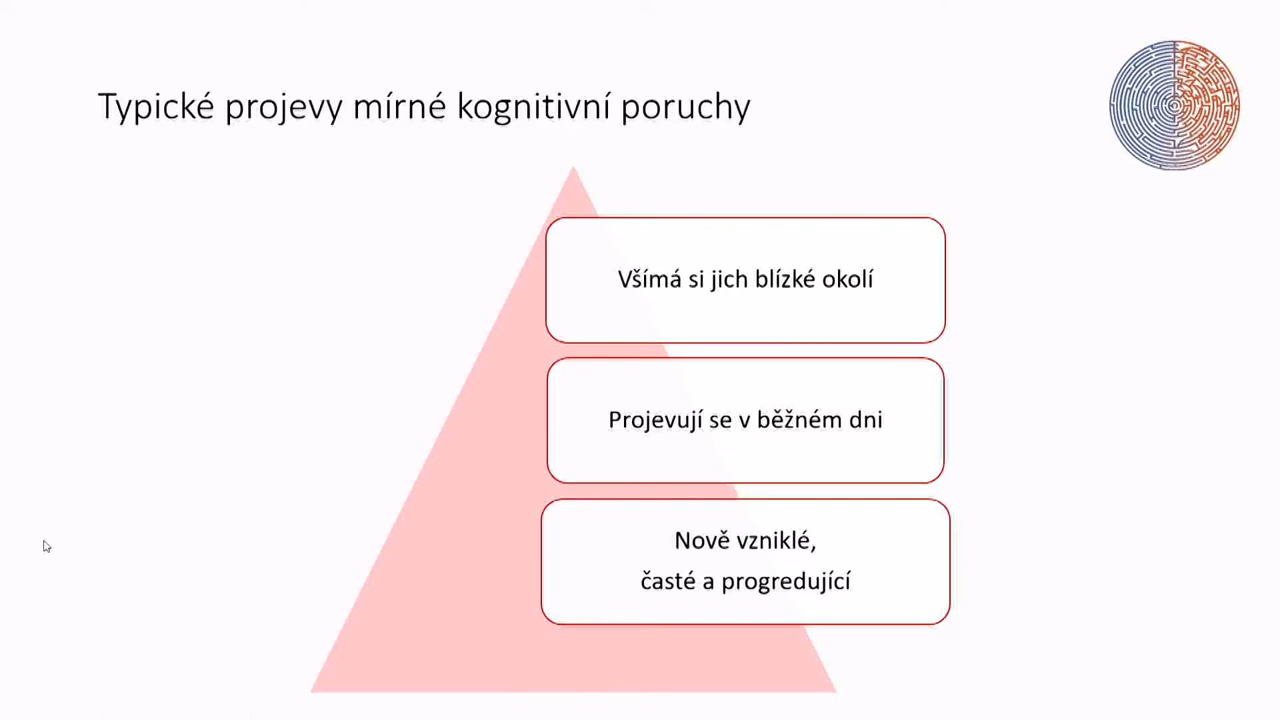 Typické projevy mírné kognitivní poruchy
Všímá si jich blízké okolí
Projevují se v běžném dni
Nově vzniklé,
časté a progredující